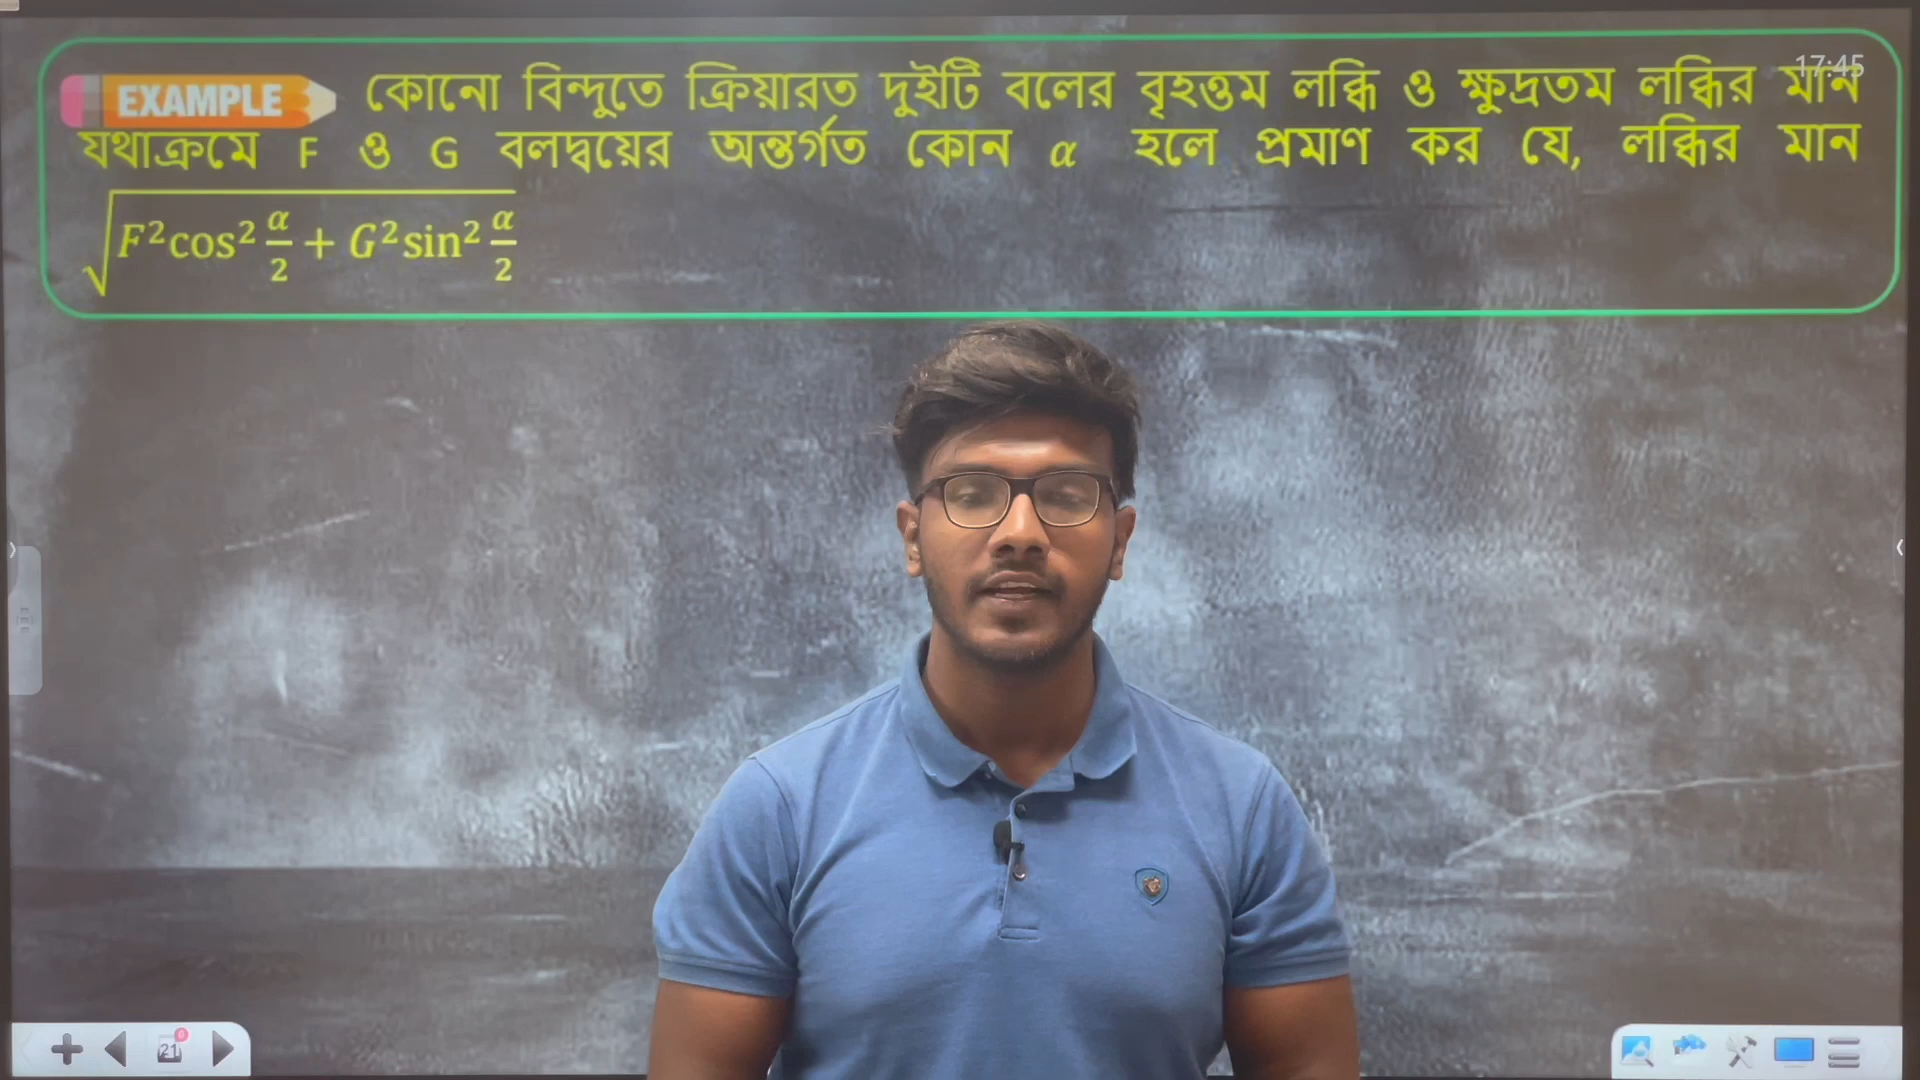 17:45
EXAMPLE কোনো বিন্দুতে ক্রিয়ারত দুইটি বলের বৃহত্তম লব্ধি ও ক্ষুদ্রতম লব্ধির মান
যথাক্রমে F ও G বলদ্বয়ের অন্তর্গত কোন α হলে প্রমাণ কর যে, লব্ধির মান
√(F²cos² α/2 + G²sin² α/2)
21
6